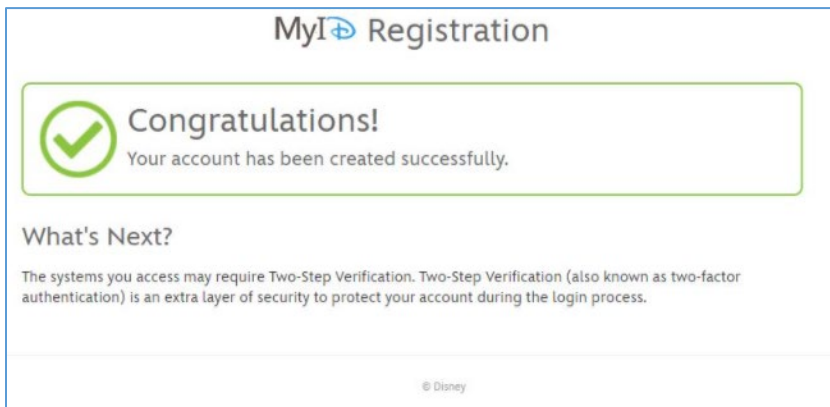 MyID Registration
Congratulations!
Your account has been created successfully.
What's Next?
The systems you access may require Two-Step Verification. Two-Step Verification (also known as two-factor
authentication) is an extra layer of security to protect your account during the login process.
© Disney